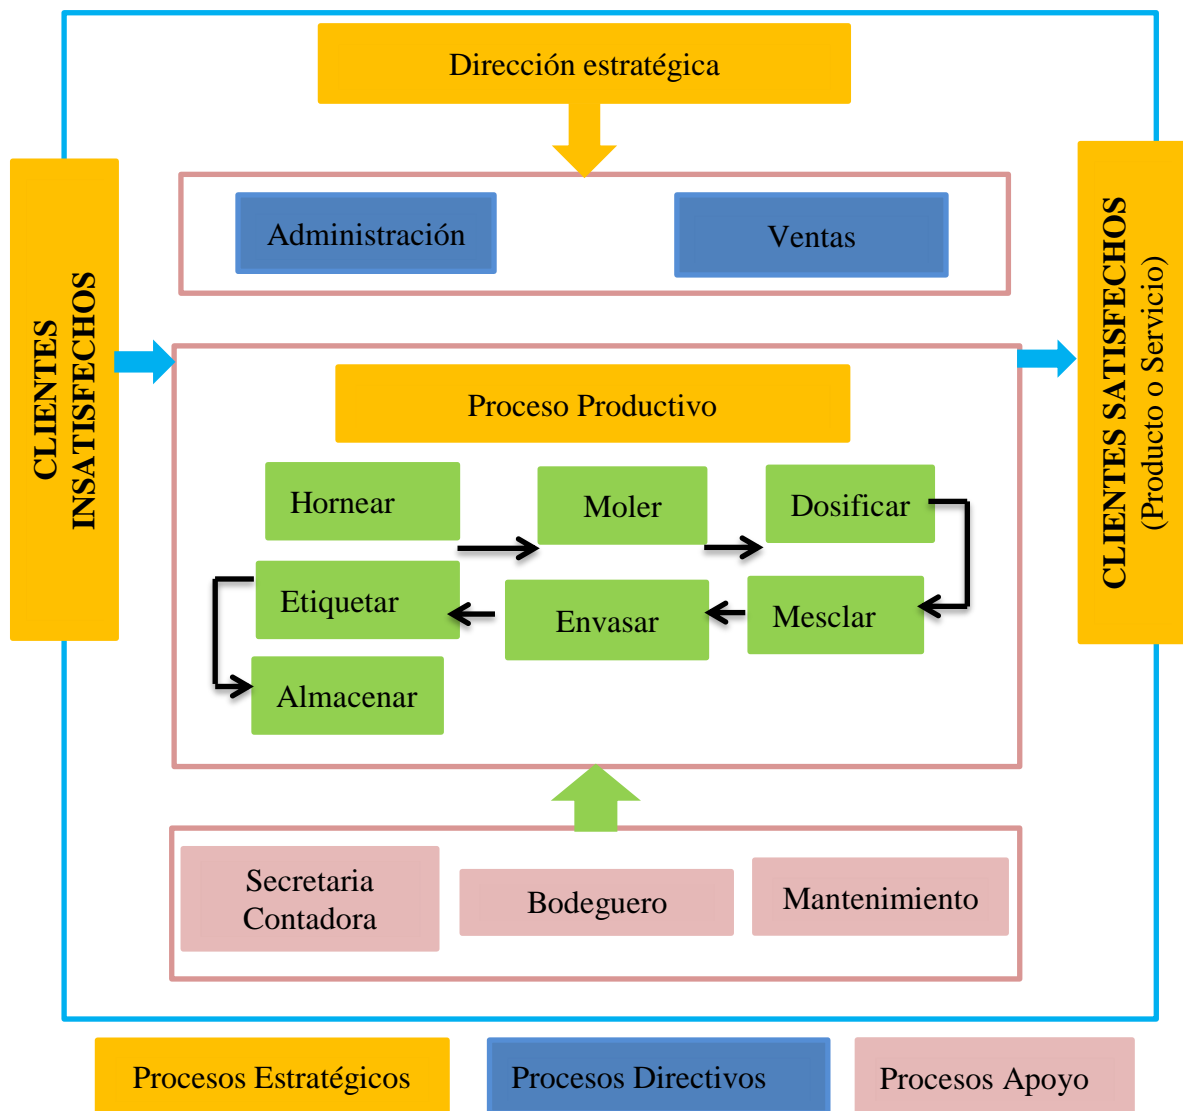 Dirección estratégica
Administración
Ventas
CLIENTES
INSATISFECHOS
CLIENTES SATISFECHOS
(Producto o Servicio)
Proceso Productivo
Hornear
Moler
Dosificar
Etiquetar
Envasar
Mesclar
Almacenar
Secretaria
Contadora
Bodeguero
Mantenimiento
Procesos Estratégicos
Procesos Directivos
Procesos Apoyo